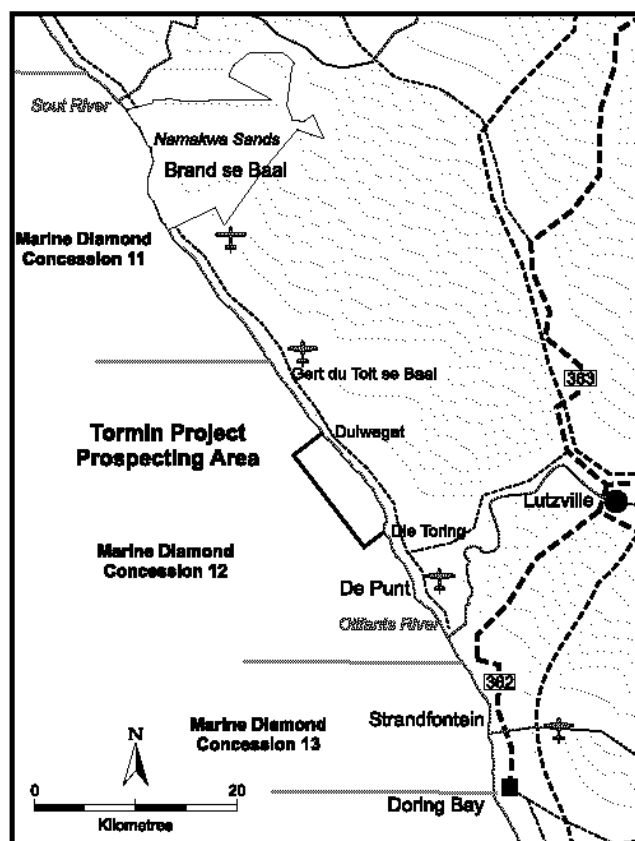 Sout River
Namakwa Sands
Brand se Baal
Marine Diamond
Concession 11
Gert du Toit se Baal
363
Tormin Project
Prospecting Area
Duiwegat
Lutzville
Die Toring
Marine Diamond
Concession 12
De Punt
Olifants River
362
Marine Diamond
Concession 13
Strandfontein
N
0 20
Kilometres
Doring Bay